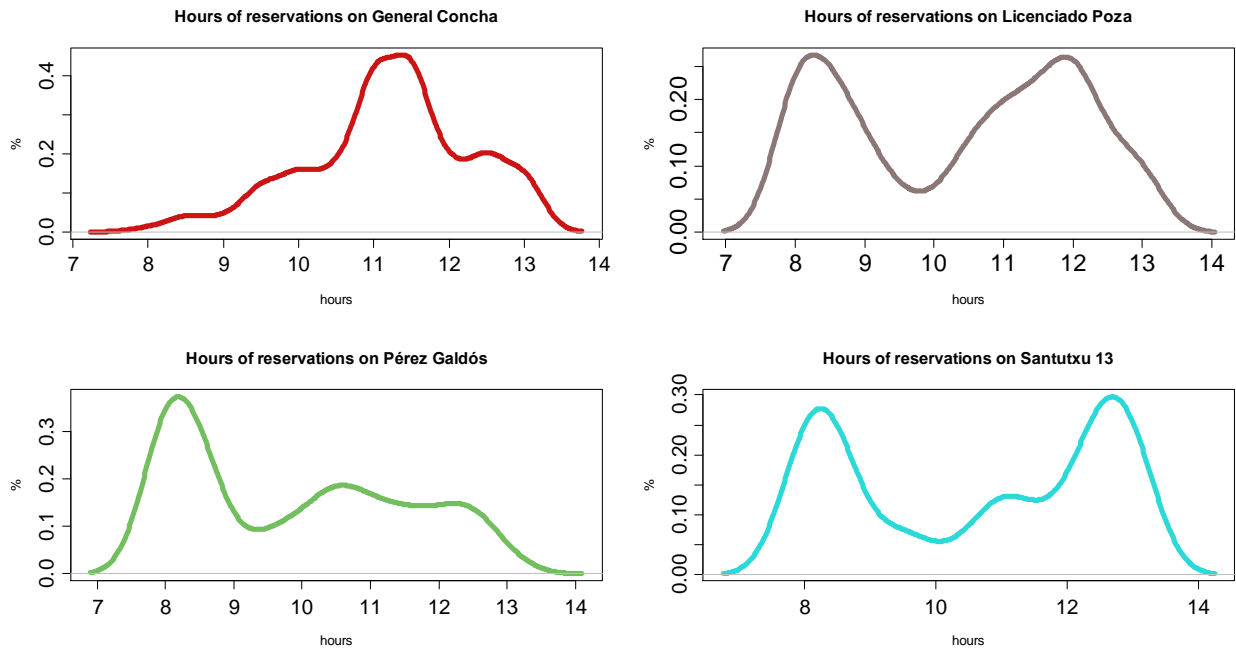 Hours of reservations on General Concha
%
0.0
0.2
0.4
7 8 9 10 11 12 13 14
hours
Hours of reservations on Licenciado Poza
%
0.00
0.10
0.20
7 8 9 10 11 12 13 14
hours
Hours of reservations on Pérez Galdós
%
0.0
0.1
0.2
0.3
7 8 9 10 11 12 13 14
hours
Hours of reservations on Santutxu 13
%
0.00
0.10
0.20
0.30
8 10 12 14
hours